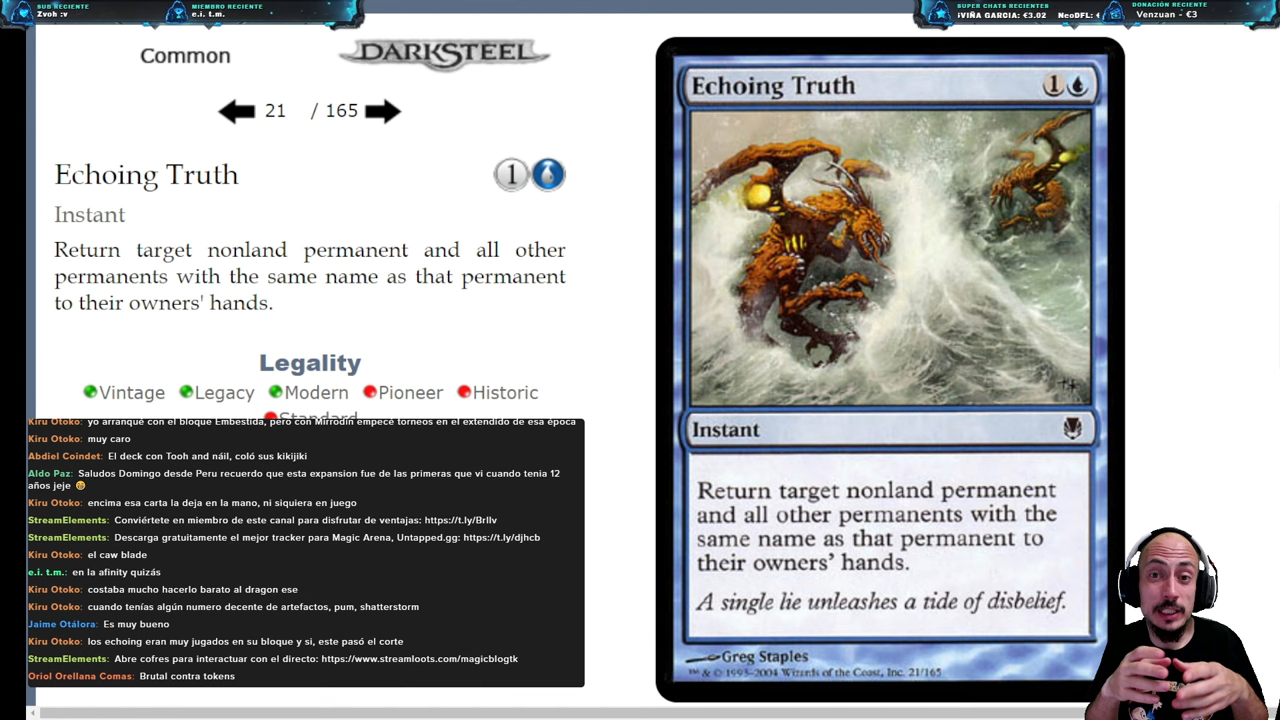 SUB RECIENTE
Zvoh :v
MIEMBRO RECIENTE
e.i. t.m.
SUPER CHATS RECIENTES
iVIÑA GARCIA: €3.02 NeoDFL: €
DONACIÓN RECIENTE
Venzuan - €3
Common
DARKSTEEL
21 / 165
Echoing Truth
1
Instant
Return target nonland permanent and all other
permanents with the same name as that permanent
to their owners' hands.
Legality
Vintage Legacy Modern Pioneer Historic
Standard
Kiru Otoko: yo arranqué con el bloque Embestida, pero con Mirrodin empecé torneos en el extendido de esa época
Kiru Otoko: muy caro
Abdiel Coindet: El deck con Tooh and náil, coló sus kikijiki
Aldo Paz: Saludos Domingo desde Peru recuerdo que esta expansion fue de las primeras que vi cuando tenia 12
años jeje
Kiru Otoko: encima esa carta la deja en la mano, ni siquiera en juego
StreamElements: Conviértete en miembro de este canal para disfrutar de ventajas: https://t.ly/BrIlv
StreamElements: Descarga gratuitamente el mejor tracker para Magic Arena, Untapped.gg: https://t.ly/djhcb
Kiru Otoko: el caw blade
e.i. t.m.: en la afinity quizás
Kiru Otoko: costaba mucho hacerlo barato al dragon ese
Kiru Otoko: cuando tenías algún numero decente de artefactos, pum, shatterstorm
Jaime Otálora: Es muy bueno
Kiru Otoko: los echoing eran muy jugados en su bloque y si, este pasó el corte
StreamElements: Abre cofres para interactuar con el directo: https://www.streamloots.com/magicblogtk
Oriol Orellana Comas: Brutal contra tokens
Echoing Truth
1
Instant
Return target nonland permanent
and all other permanents with the
same name as that permanent to
their owners' hands.
A single lie unleashes a tide of disbelief.
Greg Staples
™ & © 1993–2004 Wizards of the Coast, Inc. 21/165